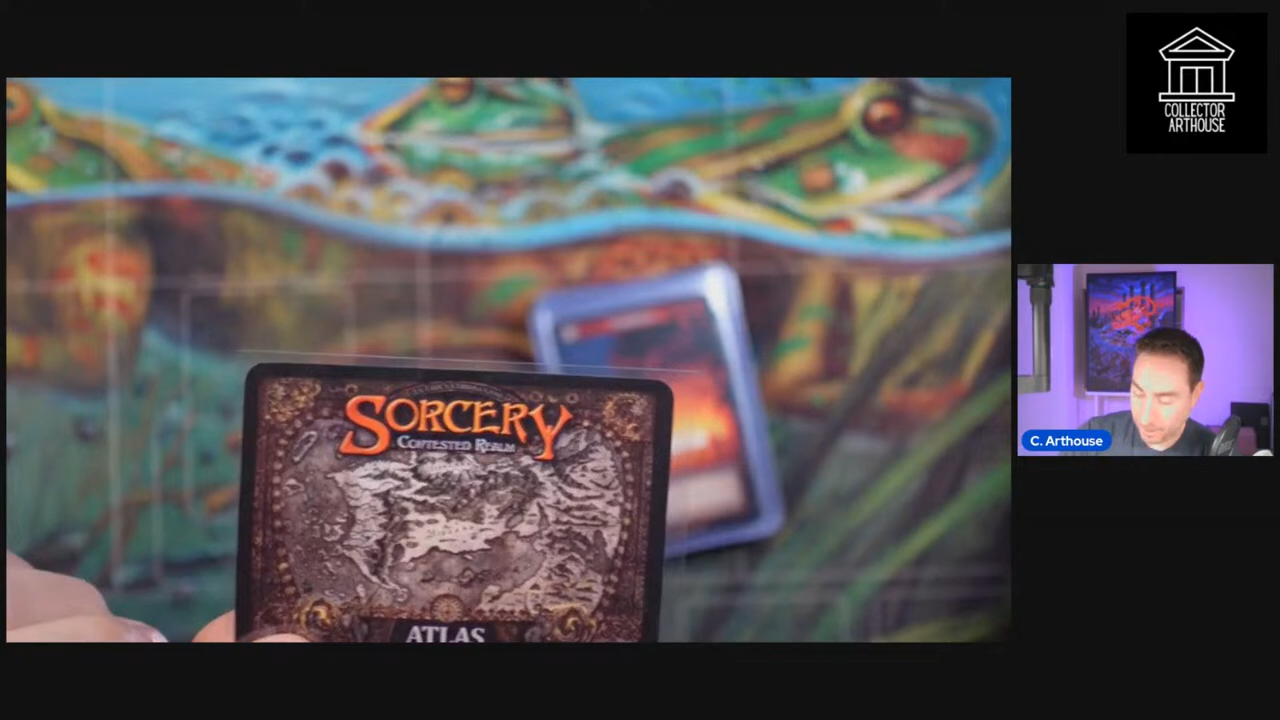 COLLECTOR
ARTHOUSE
SORCERY
CONTESTED REALM
ATLAS
C. Arthouse